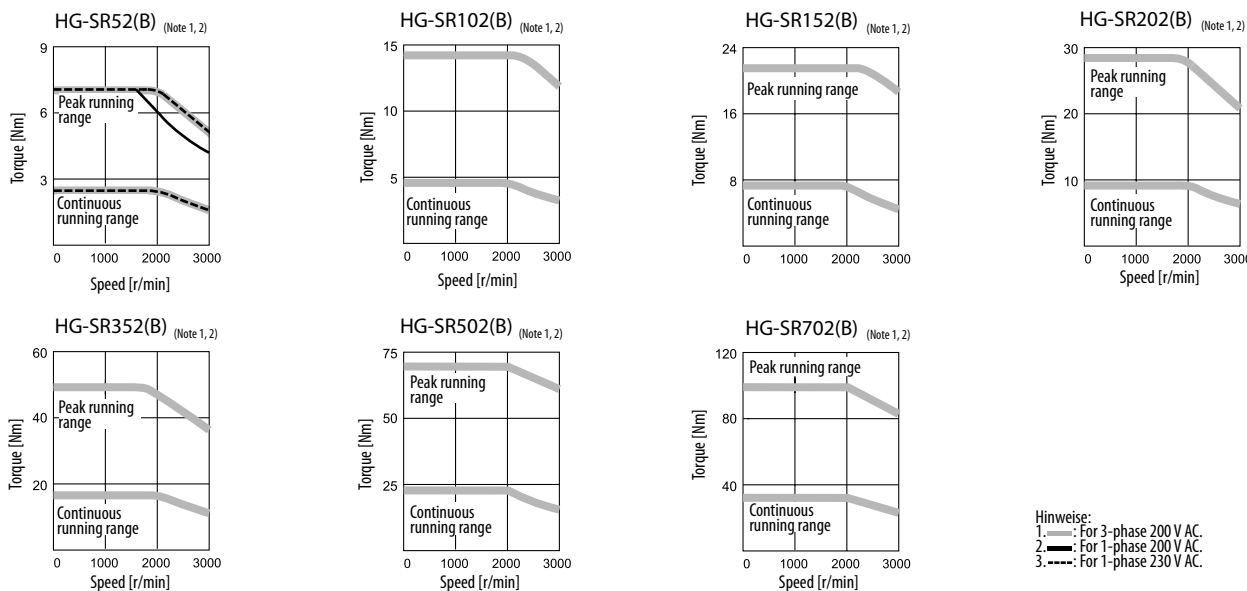 HG-SR52(B) (Note 1, 2)
9
6
3
Torque [Nm]
Peak running
range
Continuous
running range
0 1000 2000 3000
Speed [r/min]
HG-SR102(B) (Note 1, 2)
15
10
5
Torque [Nm]
Peak running
range
Continuous
running range
0 1000 2000 3000
Speed [r/min]
HG-SR152(B) (Note 1, 2)
24
16
8
Torque [Nm]
Peak running range
Continuous
running range
0 1000 2000 3000
Speed [r/min]
HG-SR202(B) (Note 1, 2)
30
20
10
Torque [Nm]
Peak running
range
Continuous
running range
0 1000 2000 3000
Speed [r/min]
HG-SR352(B) (Note 1, 2)
60
40
20
Torque [Nm]
Peak running
range
Continuous
running range
0 1000 2000 3000
Speed [r/min]
HG-SR502(B) (Note 1, 2)
75
50
25
Torque [Nm]
Peak running
range
Continuous
running range
0 1000 2000 3000
Speed [r/min]
HG-SR702(B) (Note 1, 2)
120
80
40
Torque [Nm]
Peak running range
Continuous
running range
0 1000 2000 3000
Speed [r/min]
Hinweise:
1. : For 3-phase 200 V AC.
2. : For 1-phase 200 V AC.
3. : For 1-phase 230 V AC.